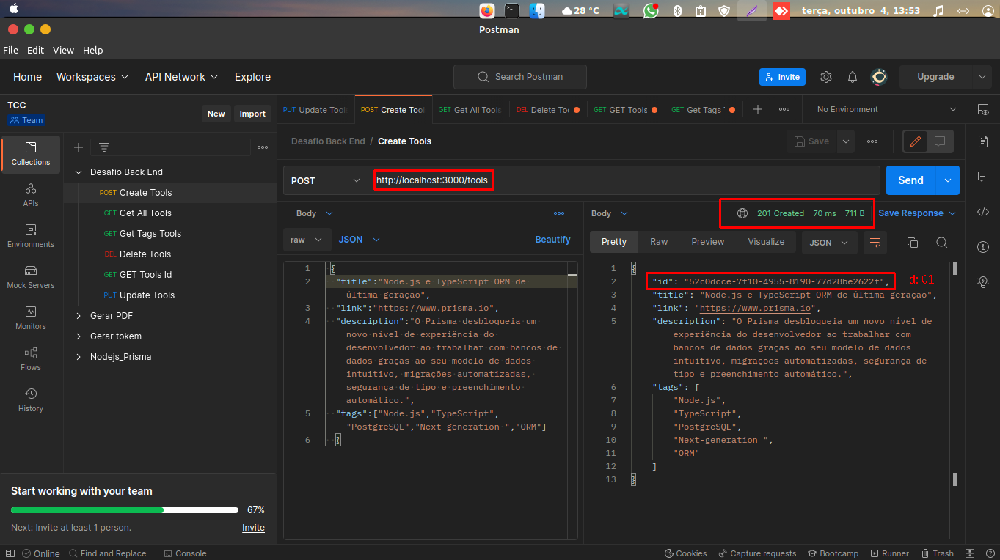 28 °C
terça, outubro 4, 13:53
Postman
File Edit View Help
Home Workspaces API Network Explore
Search Postman
Invite
Upgrade
TCC
Team
New Import
PUT Update Tool
POST Create Tool
GET Get All Tools
DEL Delete Too
GET GET Tools
GET Get Tags T
No Environment
Collections
APIs
Environments
Mock Servers
Monitors
Flows
History
Desafio Back End
POST Create Tools
GET Get All Tools
GET Get Tags Tools
DEL Delete Tools
GET GET Tools Id
PUT Update Tools
Gerar PDF
Gerar tokem
Nodejs_Prisma
Start working with your team
67%
Next: Invite at least 1 person.
Invite
Desafio Back End / Create Tools
Save
POST
http://localhost:3000/tools
Send
Body
raw
JSON
Beautify
1 {
2 "title":"Node.js e TypeScript ORM de
última geração",
3 "link":"https://www.prisma.io",
4 "description":"O Prisma desbloqueia um
novo nível de experiência do
desenvolvedor ao trabalhar com bancos de
dados graças ao seu modelo de dados
intuitivo, migrações automatizadas,
segurança de tipo e preenchimento
automático.",
5 "tags":["Node.js","TypeScript",
"PostgreSQL","Next-generation ","ORM"]
6 }
Body
201 Created 70 ms 711 B
Save Response
Pretty Raw Preview Visualize
JSON
1 {
2 "id": "52c0dcce-7f10-4955-8190-77d28be2622f",
Id: 01
3 "title": "Node.js e TypeScript ORM de última geração",
4 "link": "https://www.prisma.io",
5 "description": "O Prisma desbloqueia um novo nível de
experiência do desenvolvedor ao trabalhar com
bancos de dados graças ao seu modelo de dados
intuitivo, migrações automatizadas, segurança de
tipo e preenchimento automático.",
6 "tags": [
7 "Node.js",
8 "TypeScript",
9 "PostgreSQL",
10 "Next-generation ",
11 "ORM"
12 ]
13 }
Online Find and Replace Console
Cookies Capture requests Bootcamp Runner Trash